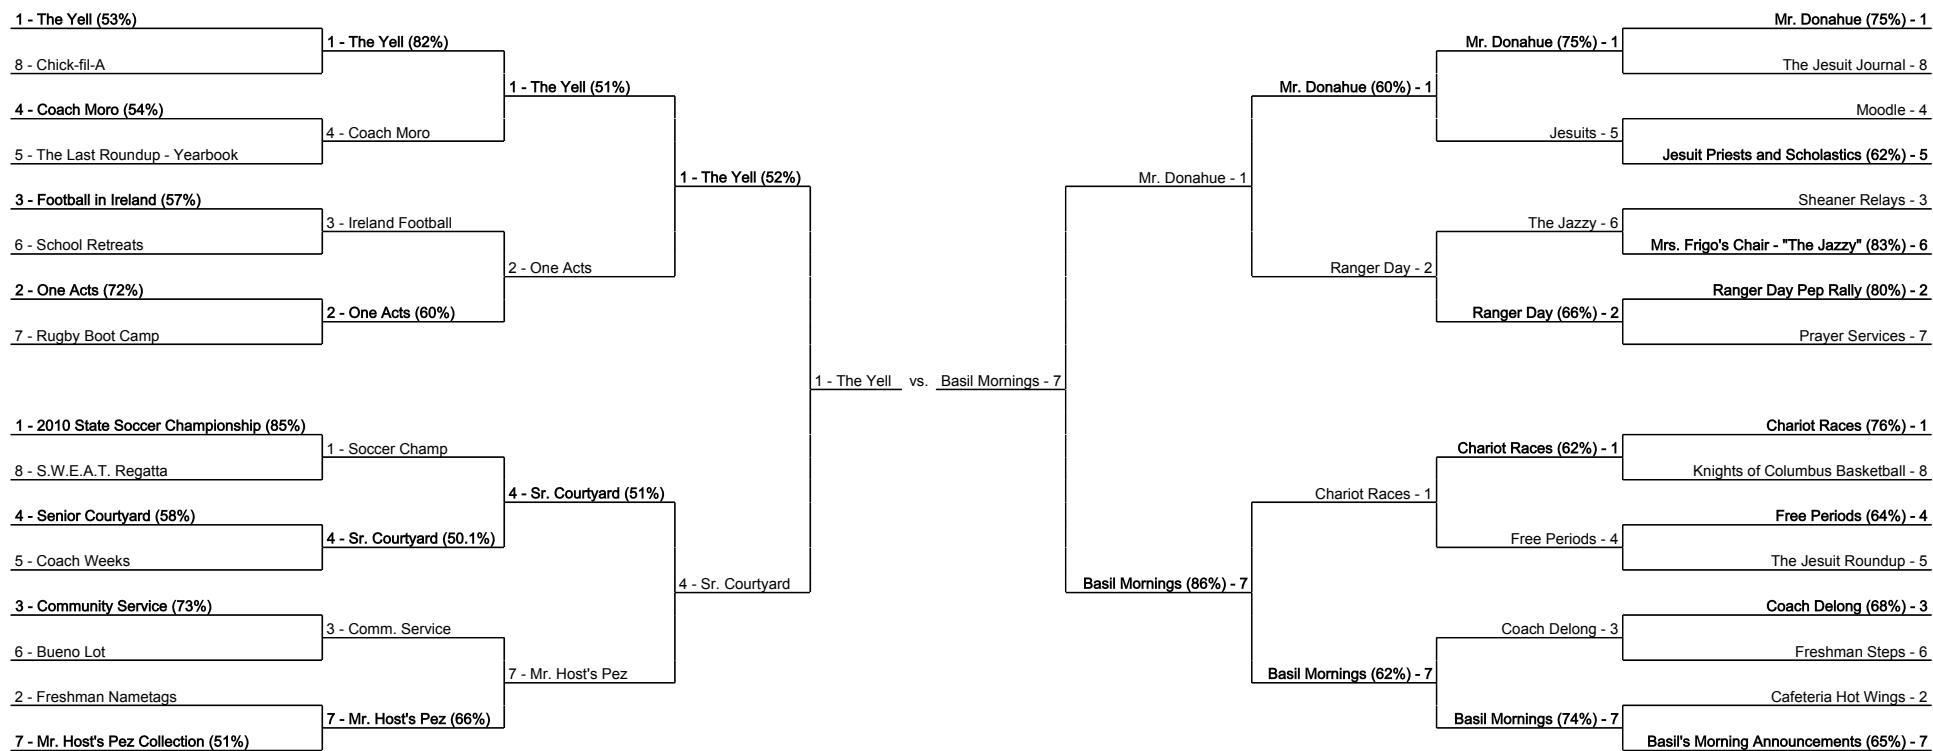 1 - The Yell (53%)
8 - Chick-fil-A
4 - Coach Moro (54%)
5 - The Last Roundup - Yearbook
3 - Football in Ireland (57%)
6 - School Retreats
2 - One Acts (72%)
7 - Rugby Boot Camp
1 - 2010 State Soccer Championship (85%)
8 - S.W.E.A.T. Regatta
4 - Senior Courtyard (58%)
5 - Coach Weeks
3 - Community Service (73%)
6 - Bueno Lot
2 - Freshman Nametags
7 - Mr. Host's Pez Collection (51%)
1 - The Yell (82%)
4 - Coach Moro
3 - Ireland Football
2 - One Acts (60%)
1 - Soccer Champ
4 - Sr. Courtyard (50.1%)
3 - Comm. Service
7 - Mr. Host's Pez (66%)
1 - The Yell (51%)
2 - One Acts
4 - Sr. Courtyard (51%)
7 - Mr. Host's Pez
1 - The Yell (52%)
4 - Sr. Courtyard
1 - The Yell vs. Basil Mornings - 7
Mr. Donahue - 1
Basil Mornings (86%) - 7
Mr. Donahue (60%) - 1
Ranger Day - 2
Chariot Races - 1
Basil Mornings (62%) - 7
Mr. Donahue (75%) - 1
Jesuits - 5
The Jazzy - 6
Ranger Day (66%) - 2
Chariot Races (62%) - 1
Free Periods - 4
Coach Delong - 3
Basil Mornings (74%) - 7
Mr. Donahue (75%) - 1
The Jesuit Journal - 8
Moodle - 4
Jesuit Priests and Scholastics (62%) - 5
Sheaner Relays - 3
Mrs. Frigo's Chair - "The Jazzy" (83%) - 6
Ranger Day Pep Rally (80%) - 2
Prayer Services - 7
Chariot Races (76%) - 1
Knights of Columbus Basketball - 8
Free Periods (64%) - 4
The Jesuit Roundup - 5
Coach Delong (68%) - 3
Freshman Steps - 6
Cafeteria Hot Wings - 2
Basil's Morning Announcements (65%) - 7